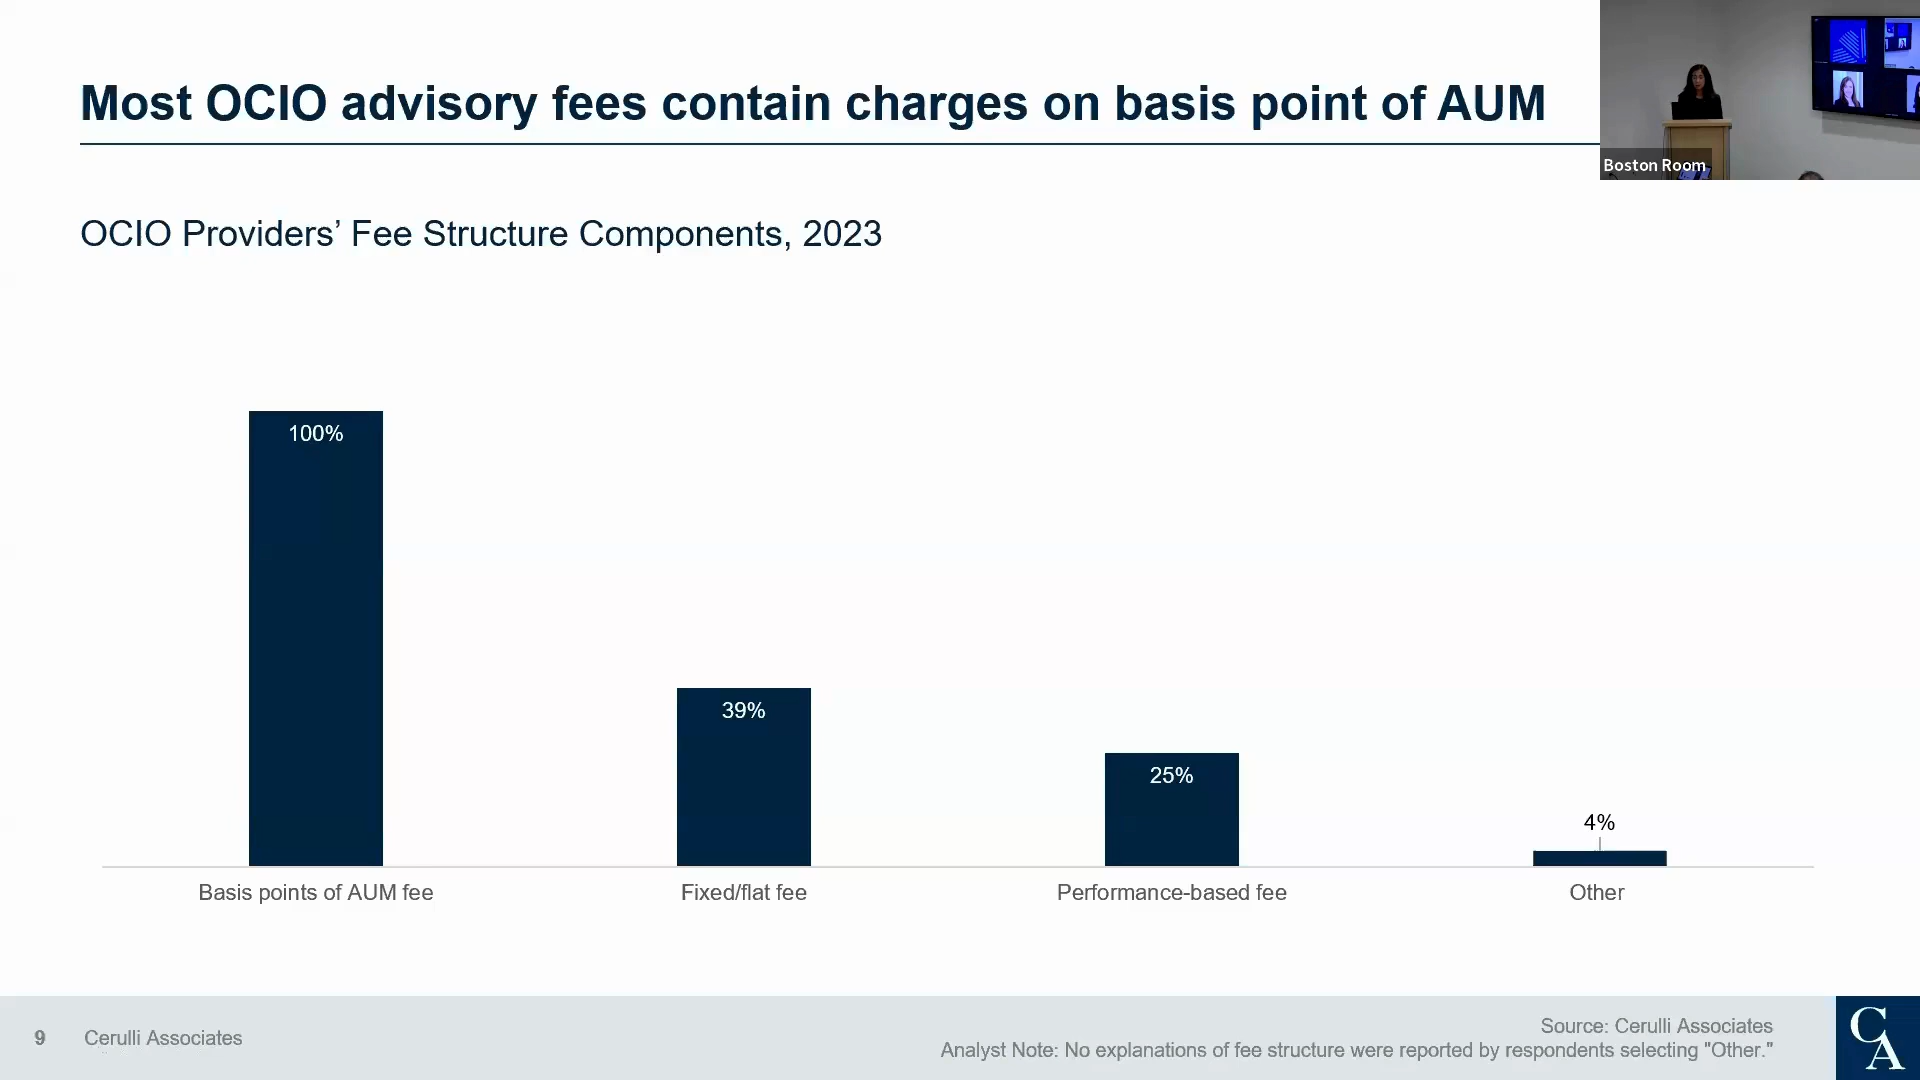 Most OCIO advisory fees contain charges on basis point of AUM
Boston Room
OCIO Providers’ Fee Structure Components, 2023
100%
39%
25%
4%
Basis points of AUM fee
Fixed/flat fee
Performance-based fee
Other
9
Cerulli Associates
Source: Cerulli Associates
Analyst Note: No explanations of fee structure were reported by respondents selecting "Other."
CA